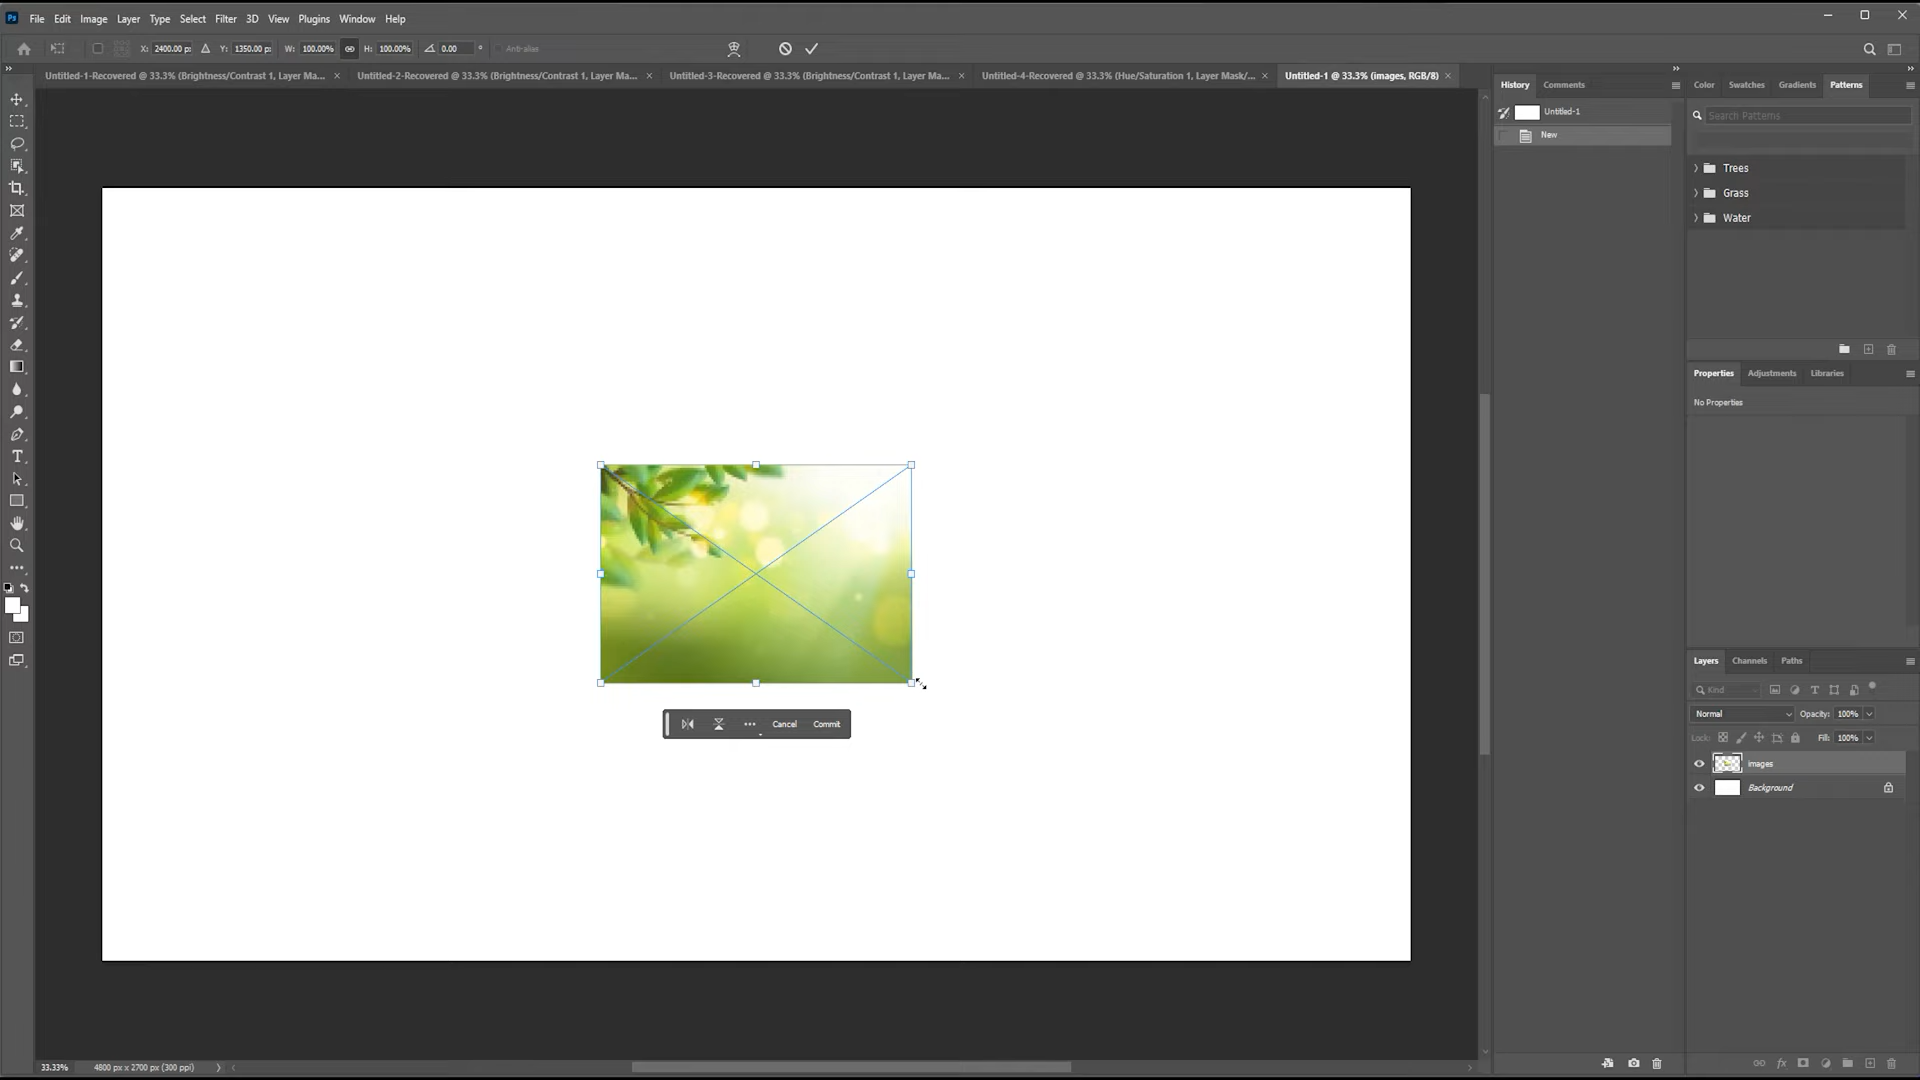 Ps File Edit Image Layer Type Select Filter 3D View Plugins Window Help
X: 2400.00 p: Y: 1350.00 p: W: 100.00% H: 100.00% 0.00 ° Anti-alias
Untitled-1-Recovered @ 33.3% (Brightness/Contrast 1, Layer Ma... × Untitled-2-Recovered @ 33.3% (Brightness/Contrast 1, Layer Ma... × Untitled-3-Recovered @ 33.3% (Brightness/Contrast 1, Layer Ma... × Untitled-4-Recovered @ 33.3% (Hue/Saturation 1, Layer Mask/... × Untitled-1 @ 33.3% (images, RGB/8) ×
History Comments
Untitled-1
New
Color Swatches Gradients Patterns
Search Patterns
Trees
Grass
Water
Properties Adjustments Libraries
No Properties
Cancel Commit
Layers Channels Paths
Kind
Normal Opacity: 100%
Lock: Fill: 100%
images
Background
33.33% 4800 px x 2700 px (300 ppi)